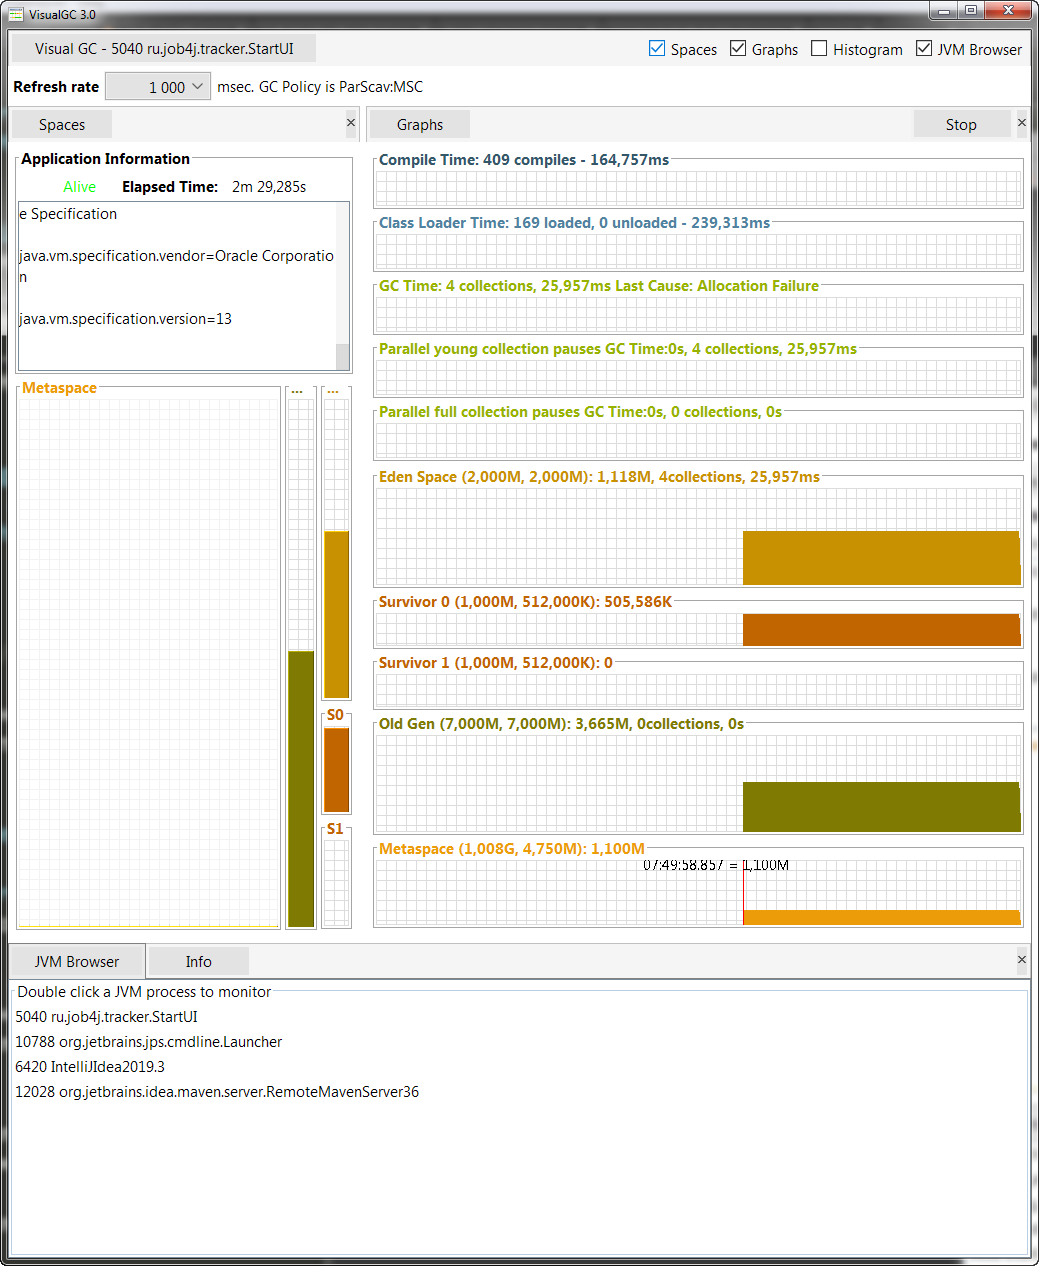 VisualGC 3.0
Visual GC - 5040 ru.job4j.tracker.StartUI
Spaces
Graphs
Histogram
JVM Browser
Refresh rate
1 000
msec. GC Policy is ParScav:MSC
Spaces
Graphs
Stop
Application Information
Alive
Elapsed Time:
2m 29,285s
e Specification
java.vm.specification.vendor=Oracle Corporatio
n
java.vm.specification.version=13
Metaspace
...
...
S0
S1
Compile Time: 409 compiles - 164,757ms
Class Loader Time: 169 loaded, 0 unloaded - 239,313ms
GC Time: 4 collections, 25,957ms Last Cause: Allocation Failure
Parallel young collection pauses GC Time:0s, 4 collections, 25,957ms
Parallel full collection pauses GC Time:0s, 0 collections, 0s
Eden Space (2,000M, 2,000M): 1,118M, 4collections, 25,957ms
Survivor 0 (1,000M, 512,000K): 505,586K
Survivor 1 (1,000M, 512,000K): 0
Old Gen (7,000M, 7,000M): 3,665M, 0collections, 0s
Metaspace (1,008G, 4,750M): 1,100M
07:49:58.857 = 1,100M
JVM Browser
Info
Double click a JVM process to monitor
5040 ru.job4j.tracker.StartUI
10788 org.jetbrains.jps.cmdline.Launcher
6420 IntelliJIdea2019.3
12028 org.jetbrains.idea.maven.server.RemoteMavenServer36